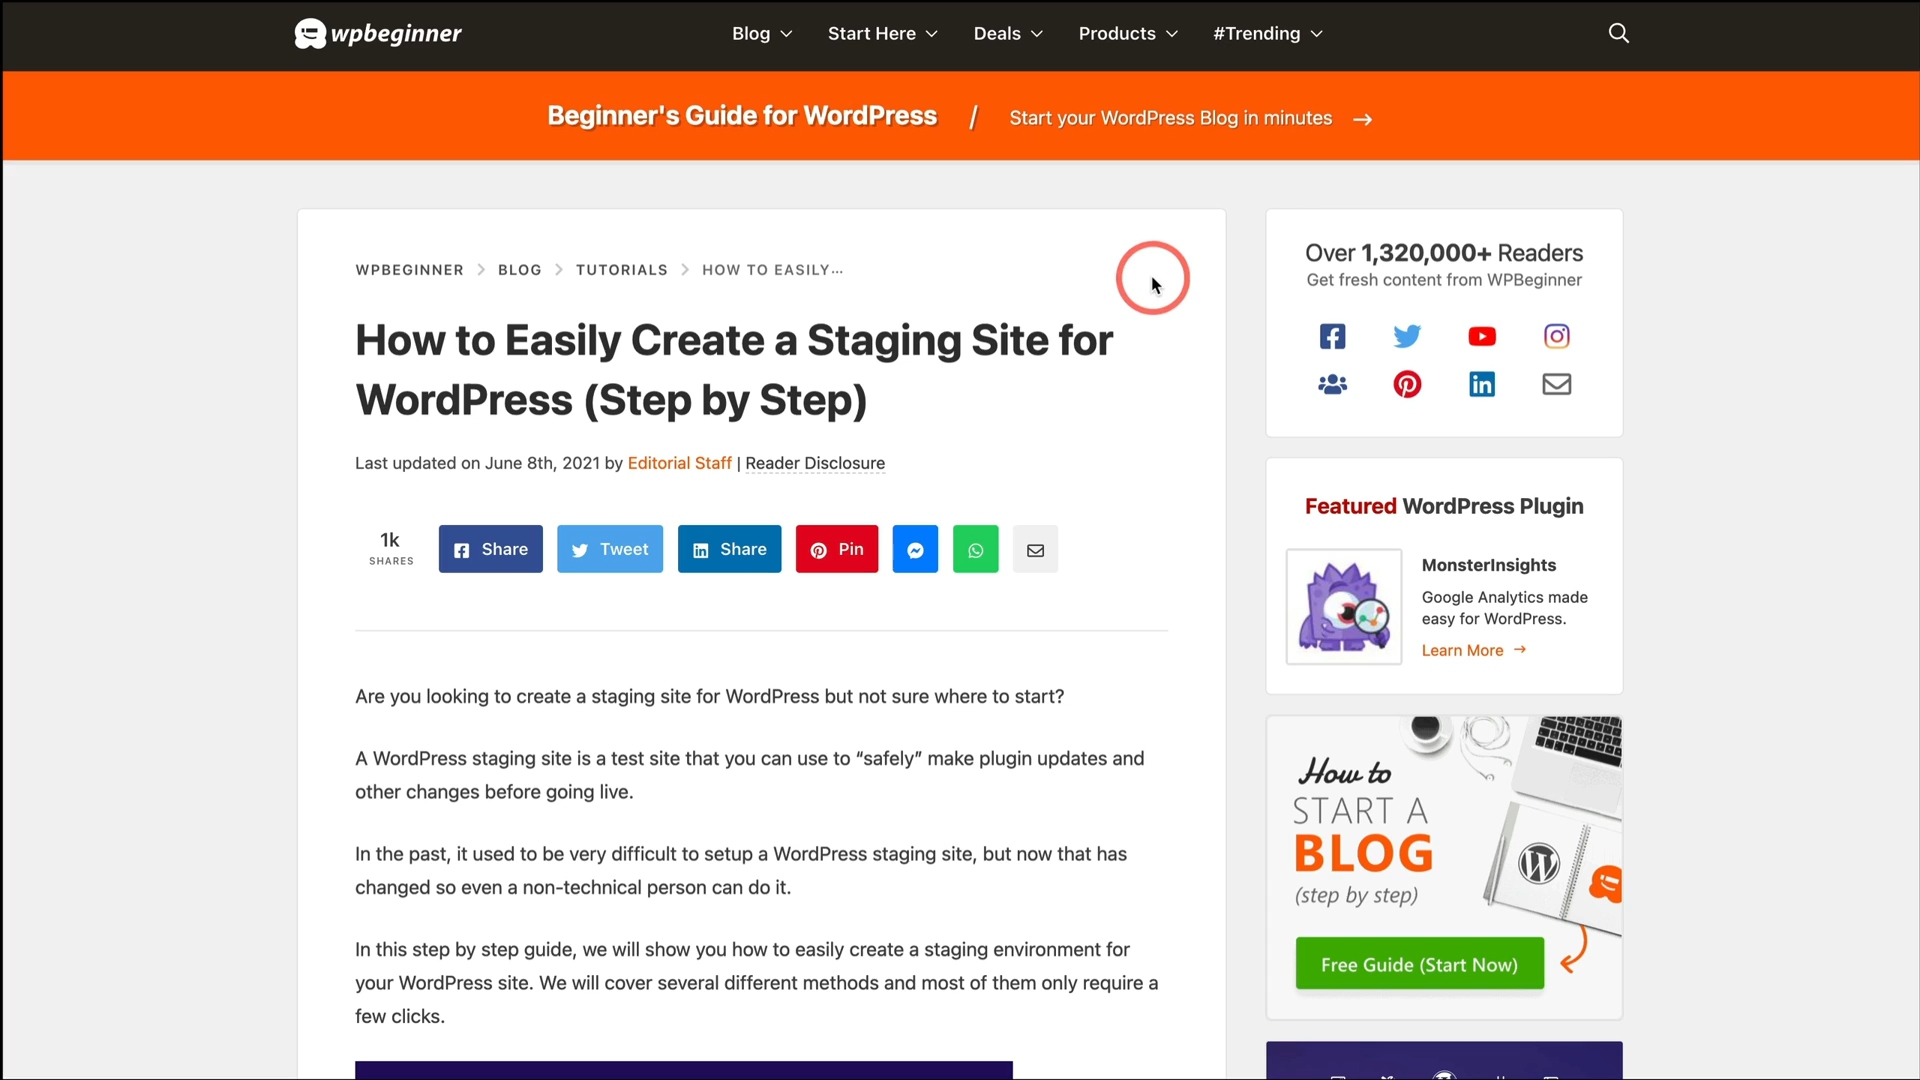 wpbeginner
Blog
Start Here
Deals
Products
#Trending
Beginner's Guide for WordPress / Start your WordPress Blog in minutes →
WPBEGINNER > BLOG > TUTORIALS > HOW TO EASILY...
How to Easily Create a Staging Site for
WordPress (Step by Step)
Last updated on June 8th, 2021 by Editorial Staff | Reader Disclosure
1k
SHARES
Share
Tweet
Share
Pin
Are you looking to create a staging site for WordPress but not sure where to start?
A WordPress staging site is a test site that you can use to “safely” make plugin updates and
other changes before going live.
In the past, it used to be very difficult to setup a WordPress staging site, but now that has
changed so even a non-technical person can do it.
In this step by step guide, we will show you how to easily create a staging environment for
your WordPress site. We will cover several different methods and most of them only require a
few clicks.
Over 1,320,000+ Readers
Get fresh content from WPBeginner
Featured WordPress Plugin
MonsterInsights
Google Analytics made
easy for WordPress.
Learn More →
How to
START A
BLOG
(step by step)
Free Guide (Start Now)